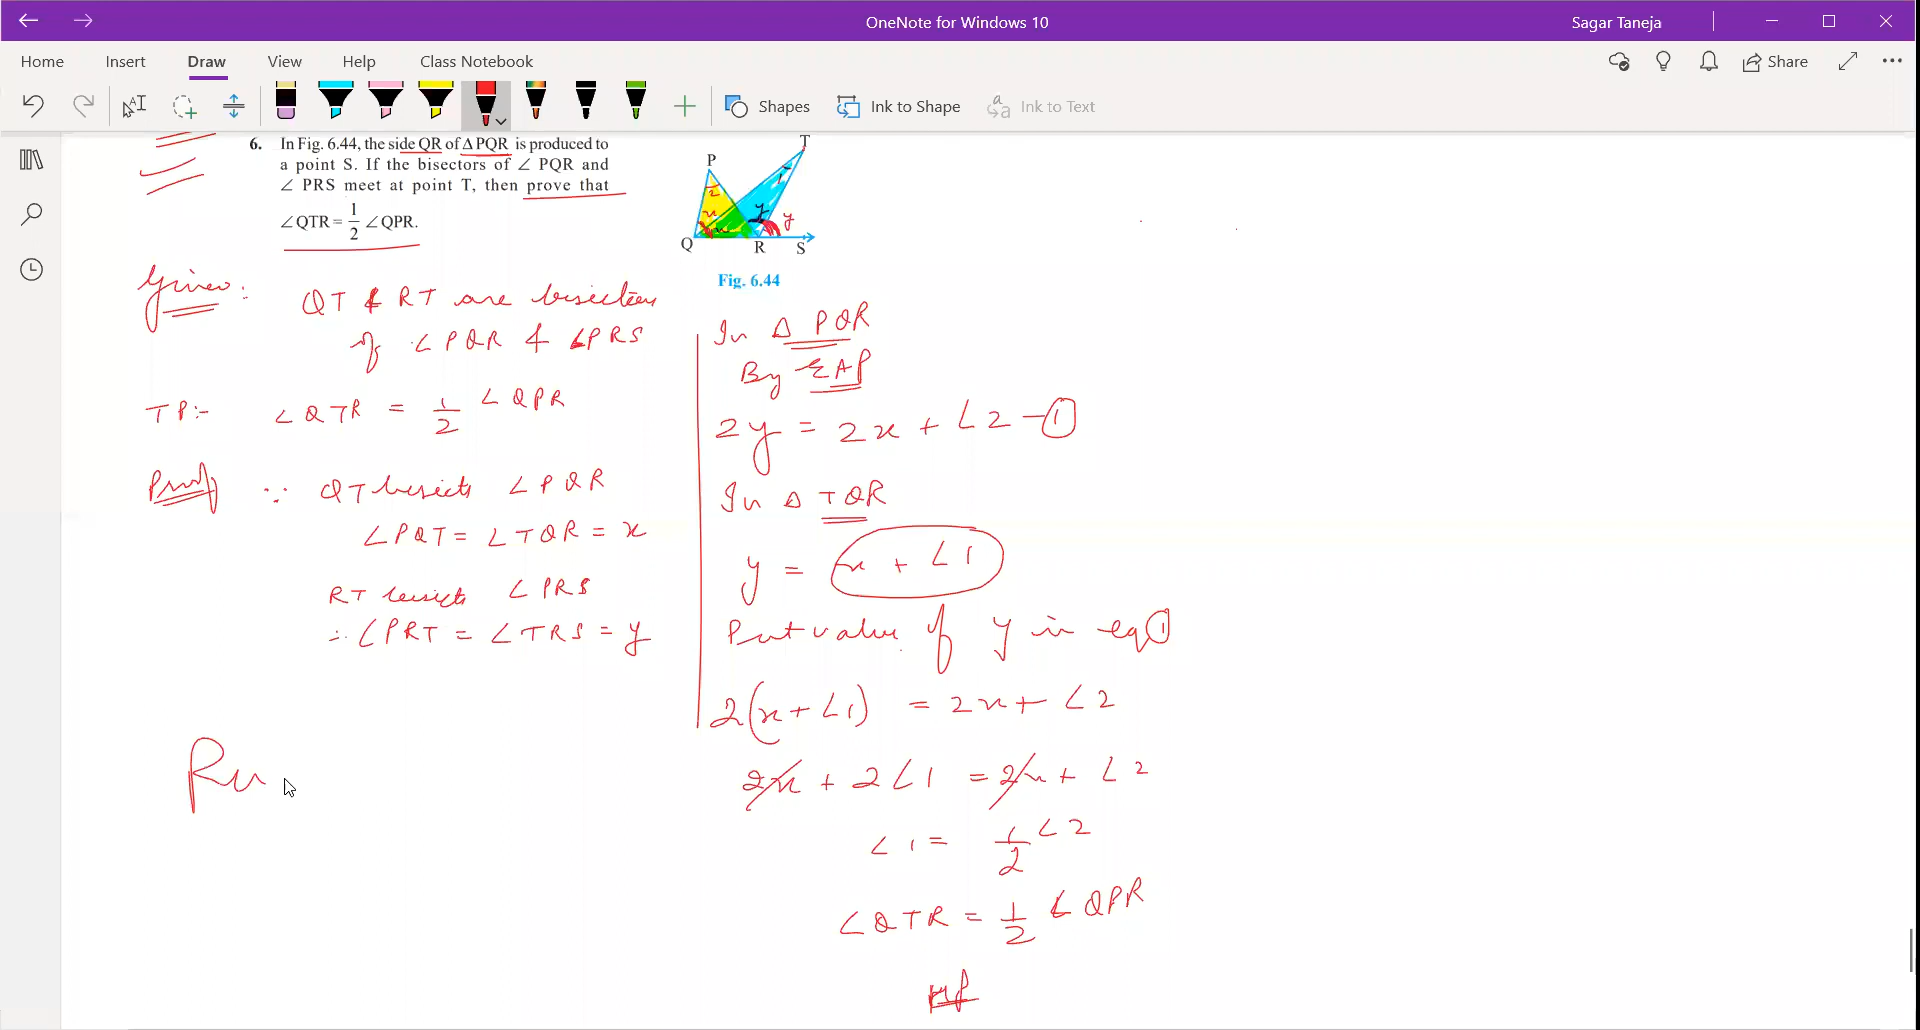 OneNote for Windows 10
Sagar Taneja
Home Insert Draw View Help Class Notebook
Share
Shapes Ink to Shape Ink to Text
6. In Fig. 6.44, the side QR of Δ PQR is produced to
a point S. If the bisectors of ∠ PQR and
∠ PRS meet at point T, then prove that
∠ QTR = 1/2 ∠ QPR.
T
P
2
1
x
y
y
x
Q R S
Fig. 6.44
Given:
QT & RT are bisectors
of ∠PQR & ∠PRS
TP:- ∠QTR = 1/2 ∠QPR
Proof ∵ QT bisects ∠PQR
∠PQT = ∠TQR = x
RT bisects ∠PRS
∴ ∠PRT = ∠TRS = y
Ru
In Δ PQR
By EAP
2y = 2x + ∠2 - ①
In Δ TQR
y = x + ∠1
Put value of y in eq ①
2(x + ∠1) = 2x + ∠2
2x + 2∠1 = 2x + ∠2
∠1 = 1/2 ∠2
∠QTR = 1/2 ∠QPR
HP